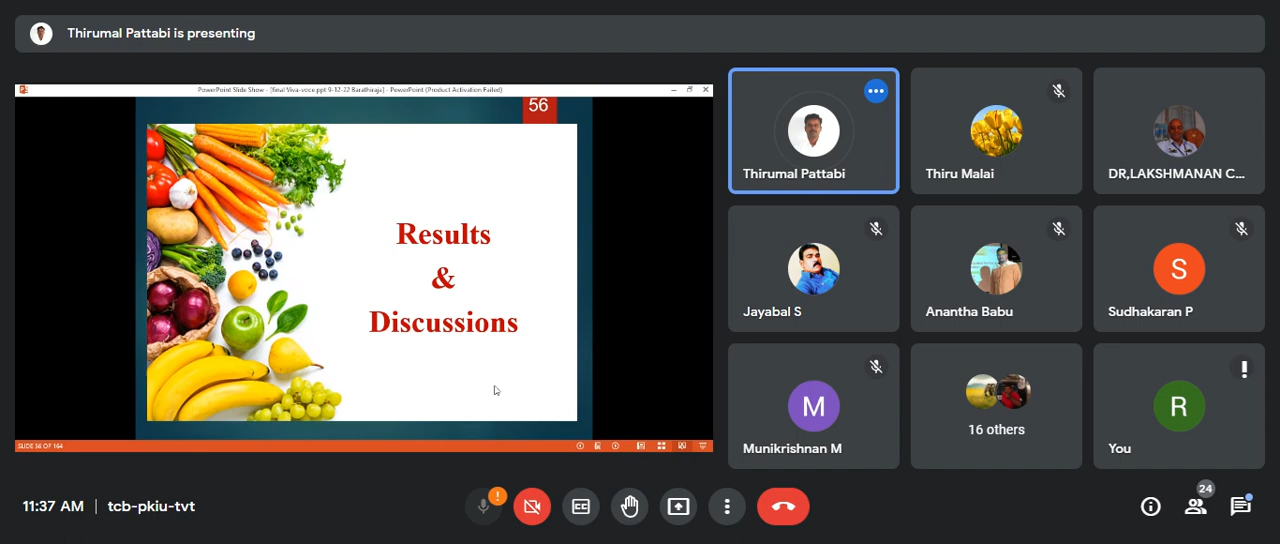 Thirumal Pattabi is presenting
PowerPoint Slide Show - [final Viva-voce.ppt 9-12-22 Barathiraja] - PowerPoint (Product Activation Failed)
56
Results
&
Discussions
SLIDE 56 OF 164
Thirumal Pattabi
Thiru Malai
DR,LAKSHMANAN C...
Jayabal S
Anantha Babu
S
Sudhakaran P
M
Munikrishnan M
16 others
R
You
11:37 AM | tcb-pkiu-tvt
CC
24